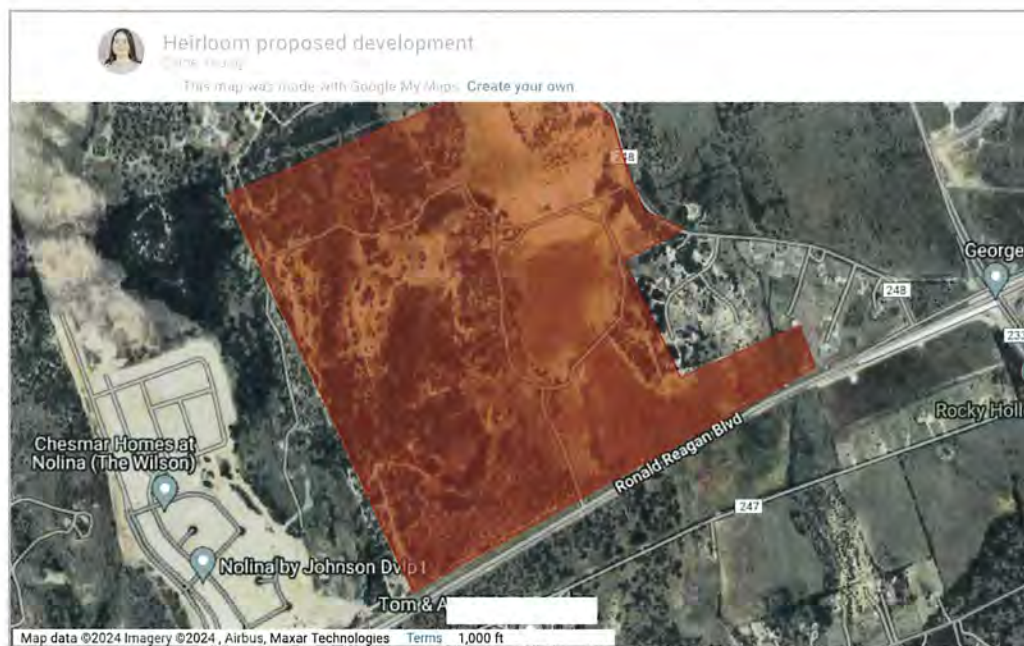 Heirloom proposed development
This map was made with Google My Maps. Create your own.
248
George
248
233
Chesmar Homes at
Nolina (The Wilson)
Rocky Holl
Ronald Reagan Blvd
247
Nolina by Johnson Dvlp
Tom & A
Map data ©2024 Imagery ©2024 , Airbus, Maxar Technologies Terms 1,000 ft